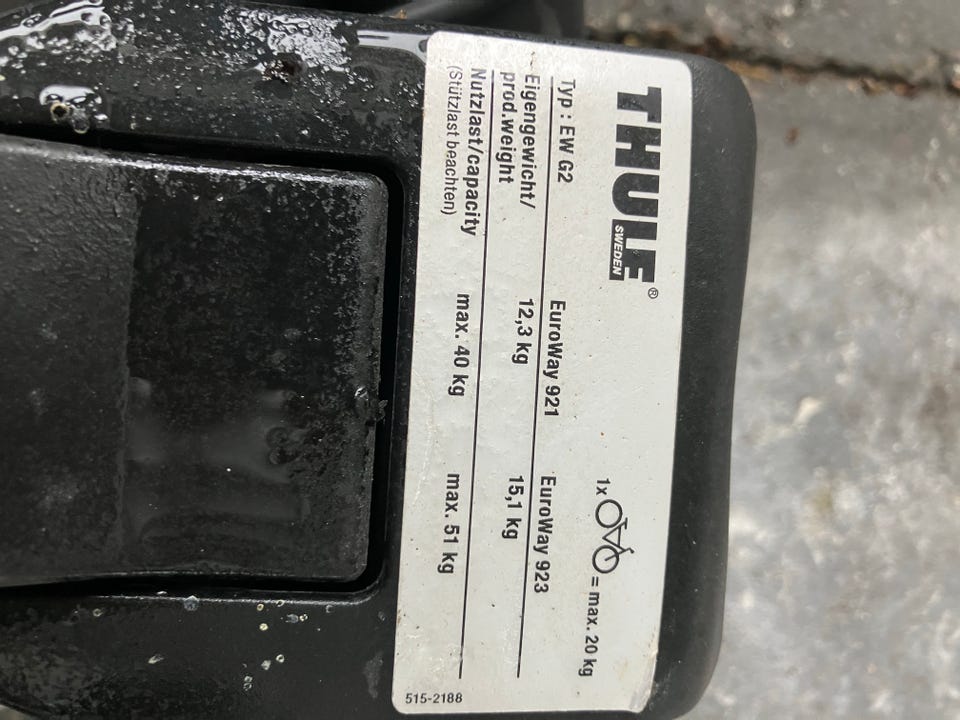 THULE®
SWEDEN
1x = max. 20 kg
Typ : EW G2 EuroWay 921 EuroWay 923
Eigengewicht/
prod.weight 12,3 kg 15,1 kg
Nutzlast/capacity max. 40 kg max. 51 kg
(Stützlast beachten)
515-2188